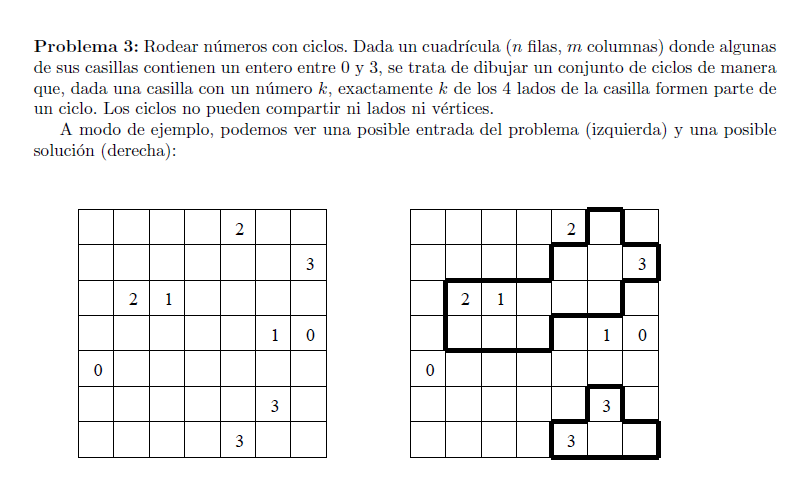 Problema 3: Rodear números con ciclos. Dada un cuadrícula (n filas, m columnas) donde algunas
de sus casillas contienen un entero entre 0 y 3, se trata de dibujar un conjunto de ciclos de manera
que, dada una casilla con un número k, exactamente k de los 4 lados de la casilla formen parte de
un ciclo. Los ciclos no pueden compartir ni lados ni vértices.
A modo de ejemplo, podemos ver una posible entrada del problema (izquierda) y una posible
solución (derecha):
2 2
3 3
2 1 2 1
1 0 1 0
0 0
3 3
3 3